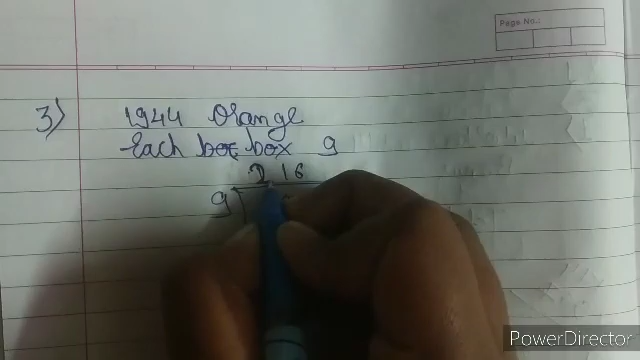 Page No.:
3) 1944 Orange
Each box box 9
216
9
PowerDirector